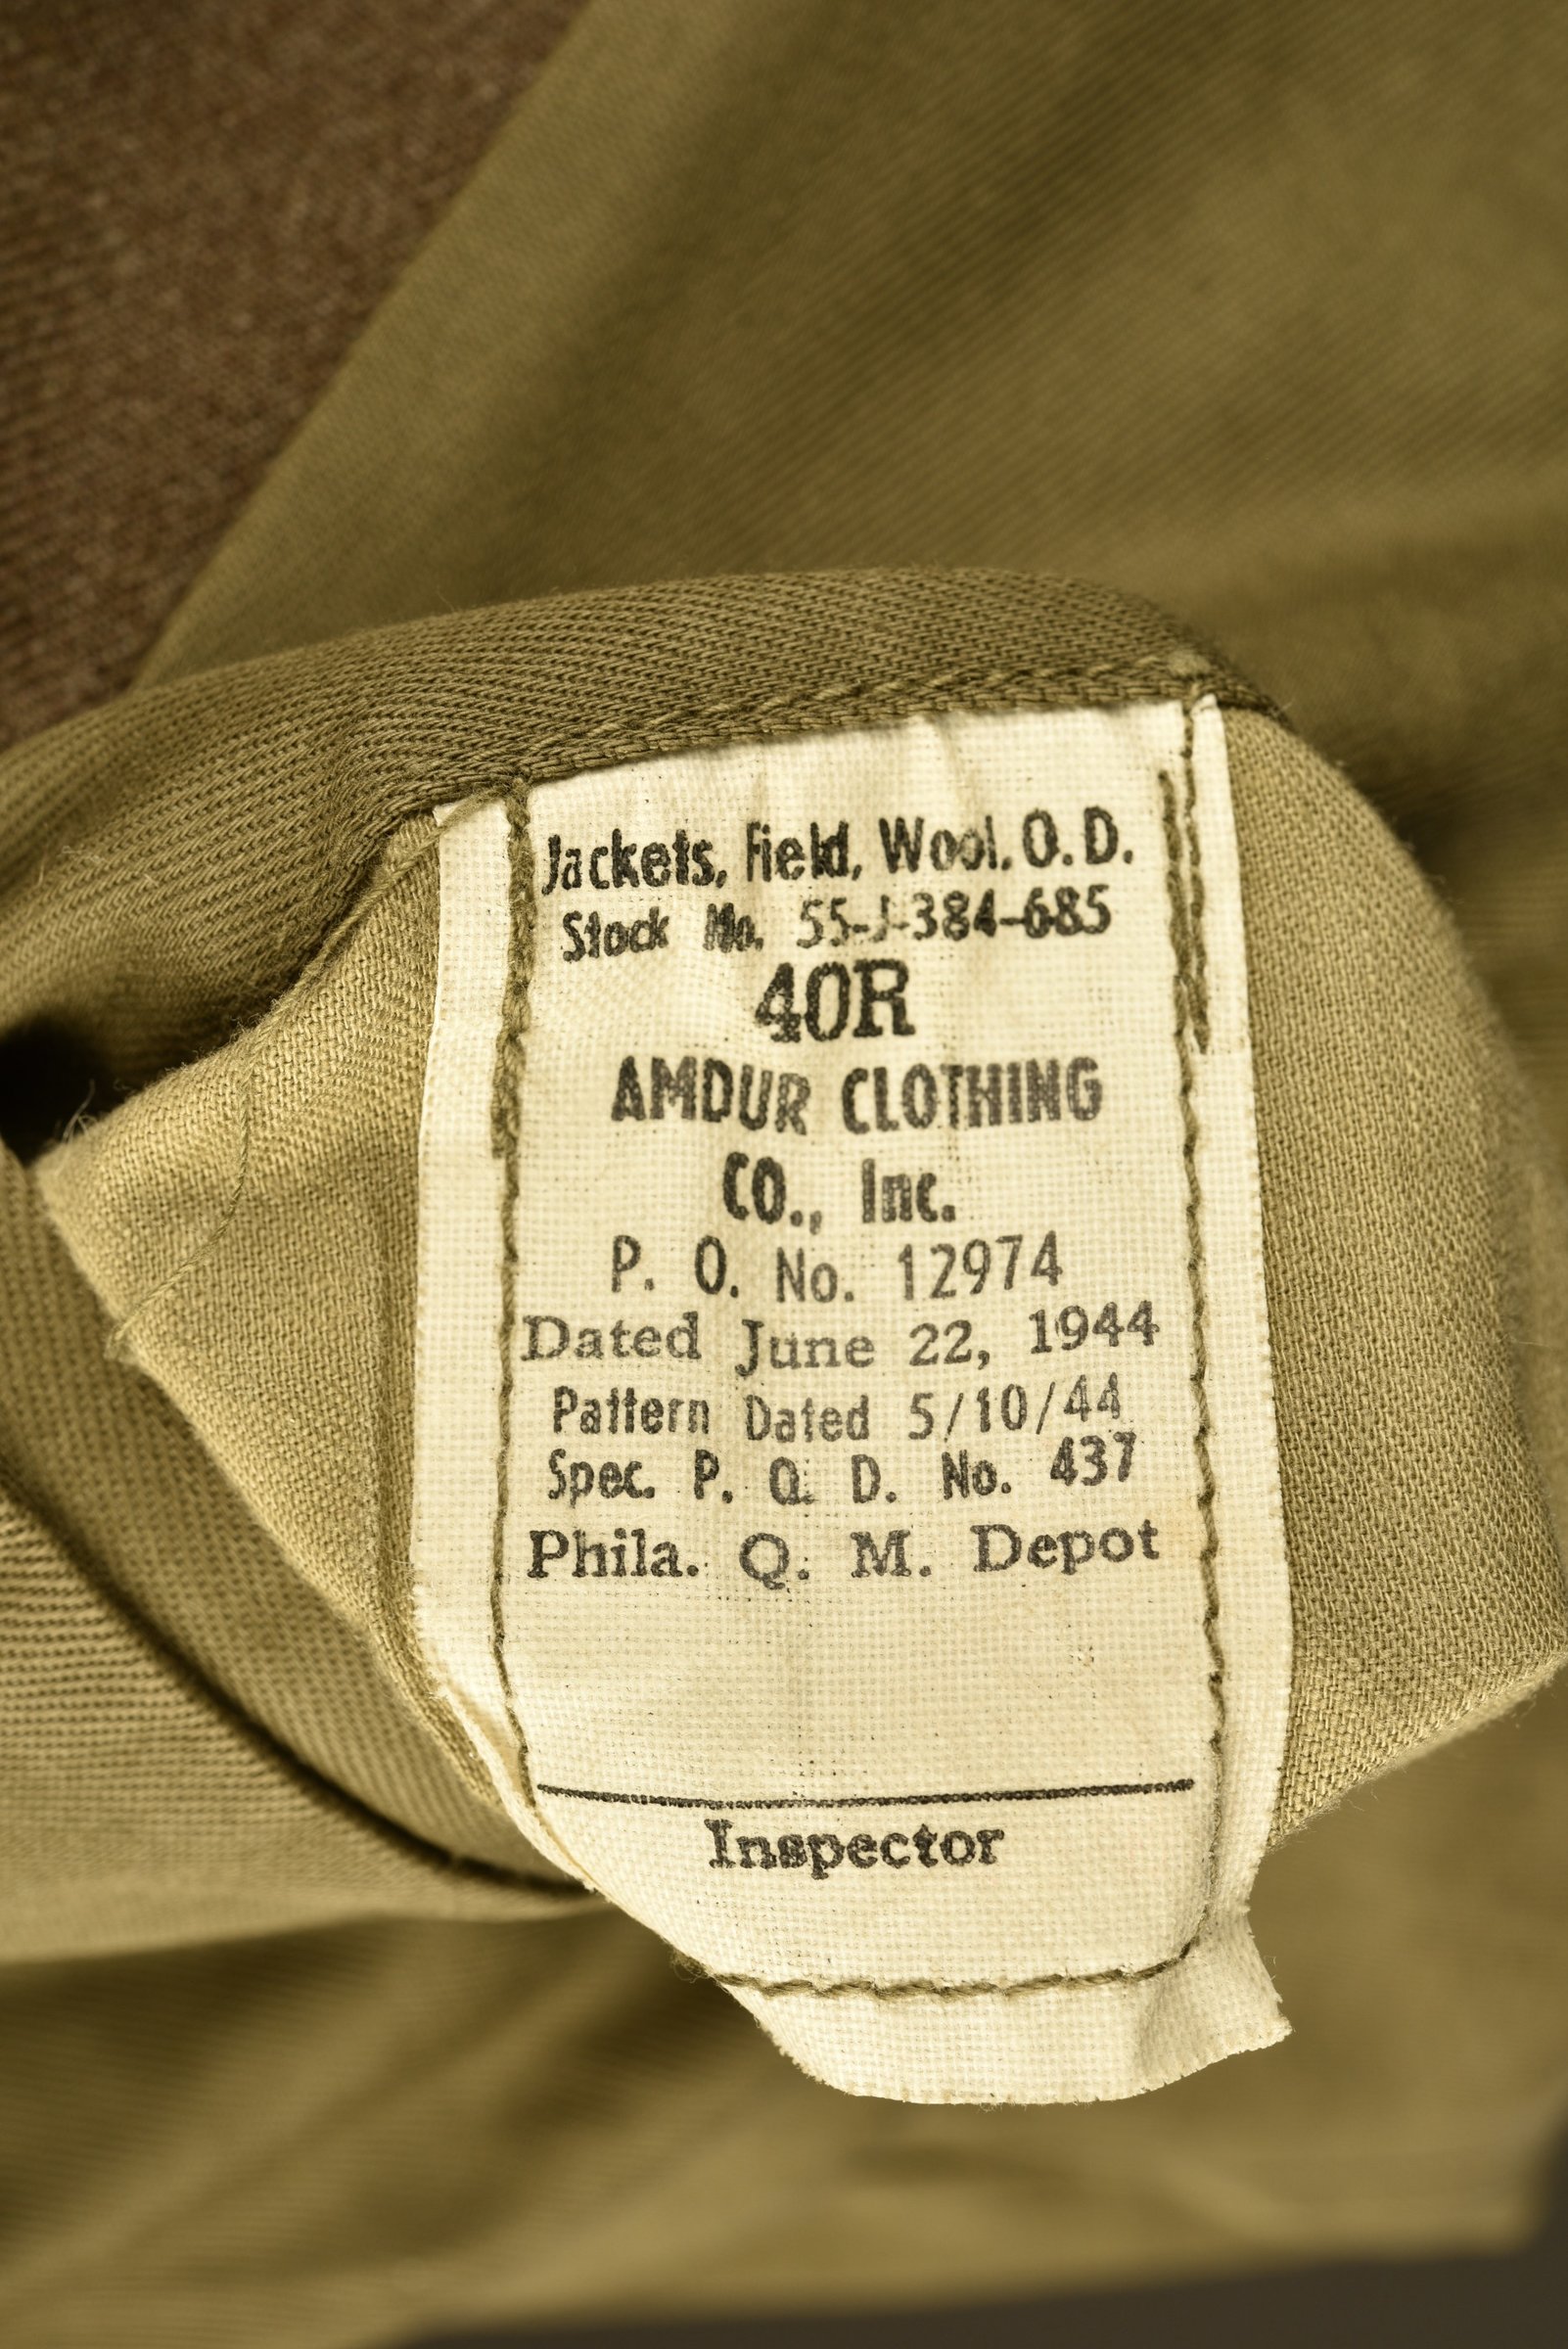 Jackets, Field, Wool, O.D.
Stock No. 55-J-384-685
40R
AMDUR CLOTHING
CO., Inc.
P. O. No. 12974
Dated June 22, 1944
Pattern Dated 5/10/44
Spec. P. Q. D. No. 437
Phila. Q. M. Depot
Inspector